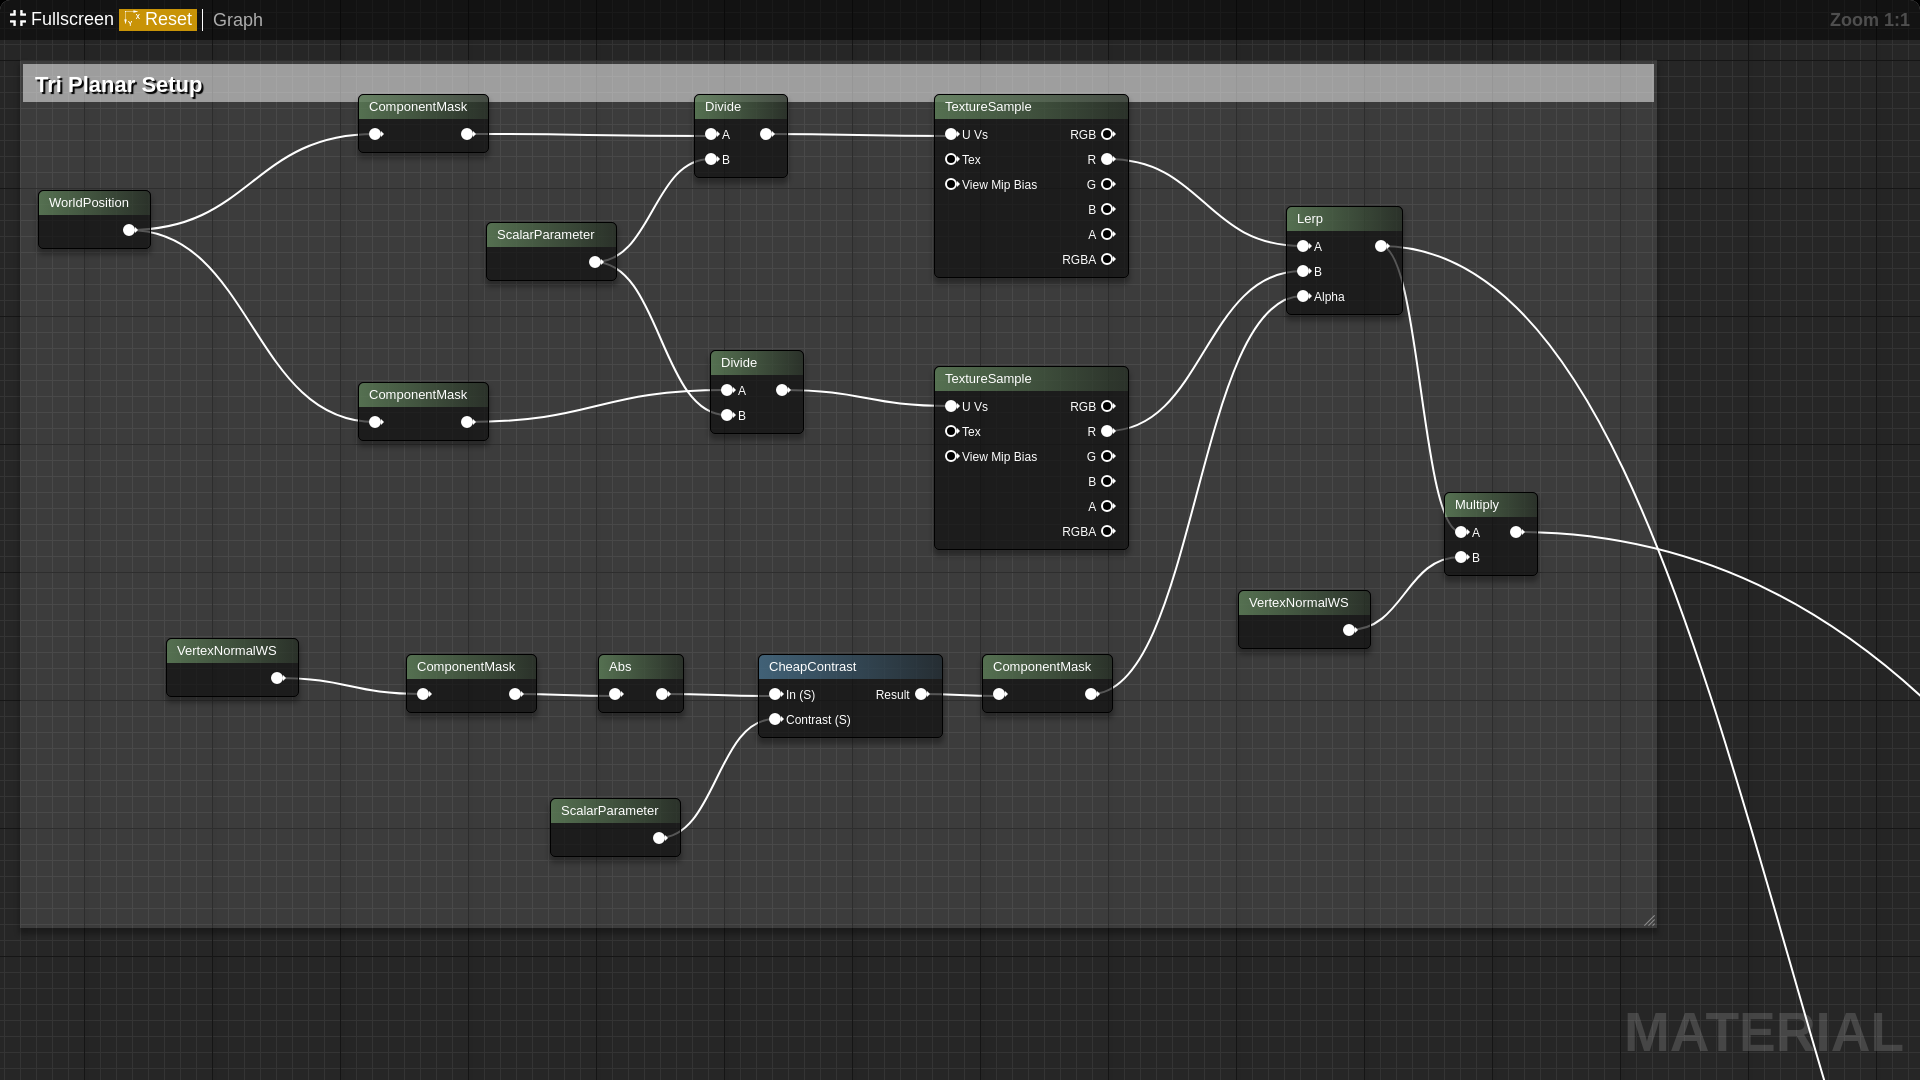 Fullscreen Reset Graph
Zoom 1:1
Tri Planar Setup
ComponentMask
Divide
A
B
TextureSample
U Vs RGB
Tex R
View Mip Bias G
B
A
RGBA
WorldPosition
ScalarParameter
Lerp
A
B
Alpha
ComponentMask
Divide
A
B
TextureSample
U Vs RGB
Tex R
View Mip Bias G
B
A
RGBA
Multiply
A
B
VertexNormalWS
VertexNormalWS
ComponentMask
Abs
CheapContrast
In (S) Result
Contrast (S)
ComponentMask
ScalarParameter
MATERIAL